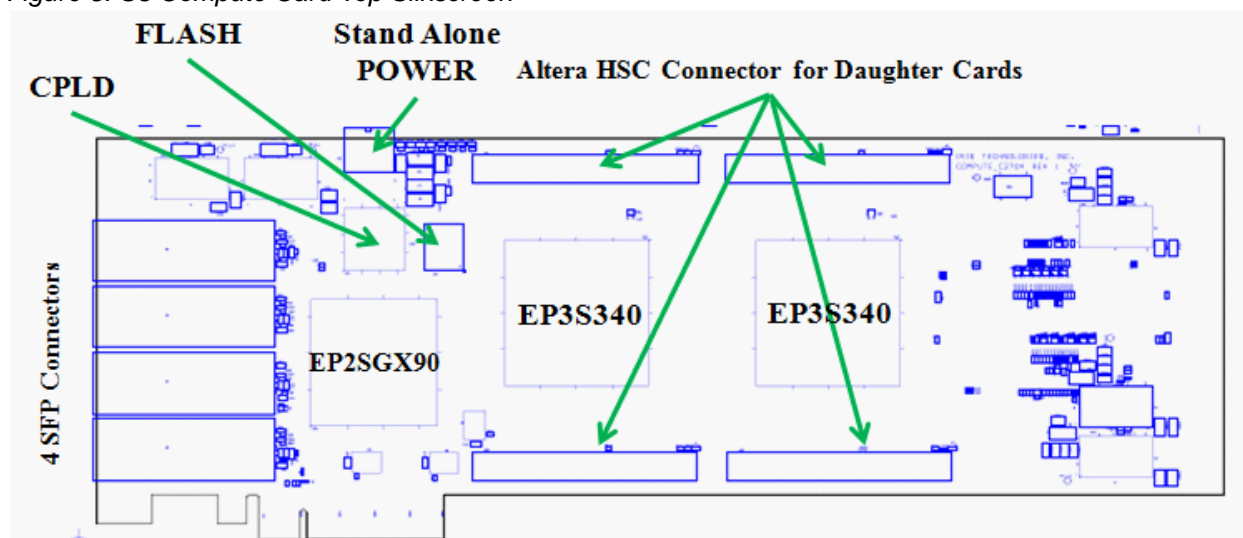 FLASH
Stand Alone
POWER
Altera HSC Connector for Daughter Cards
CPLD
4 SFP Connectors
EP3S340
EP3S340
EP2SGX90